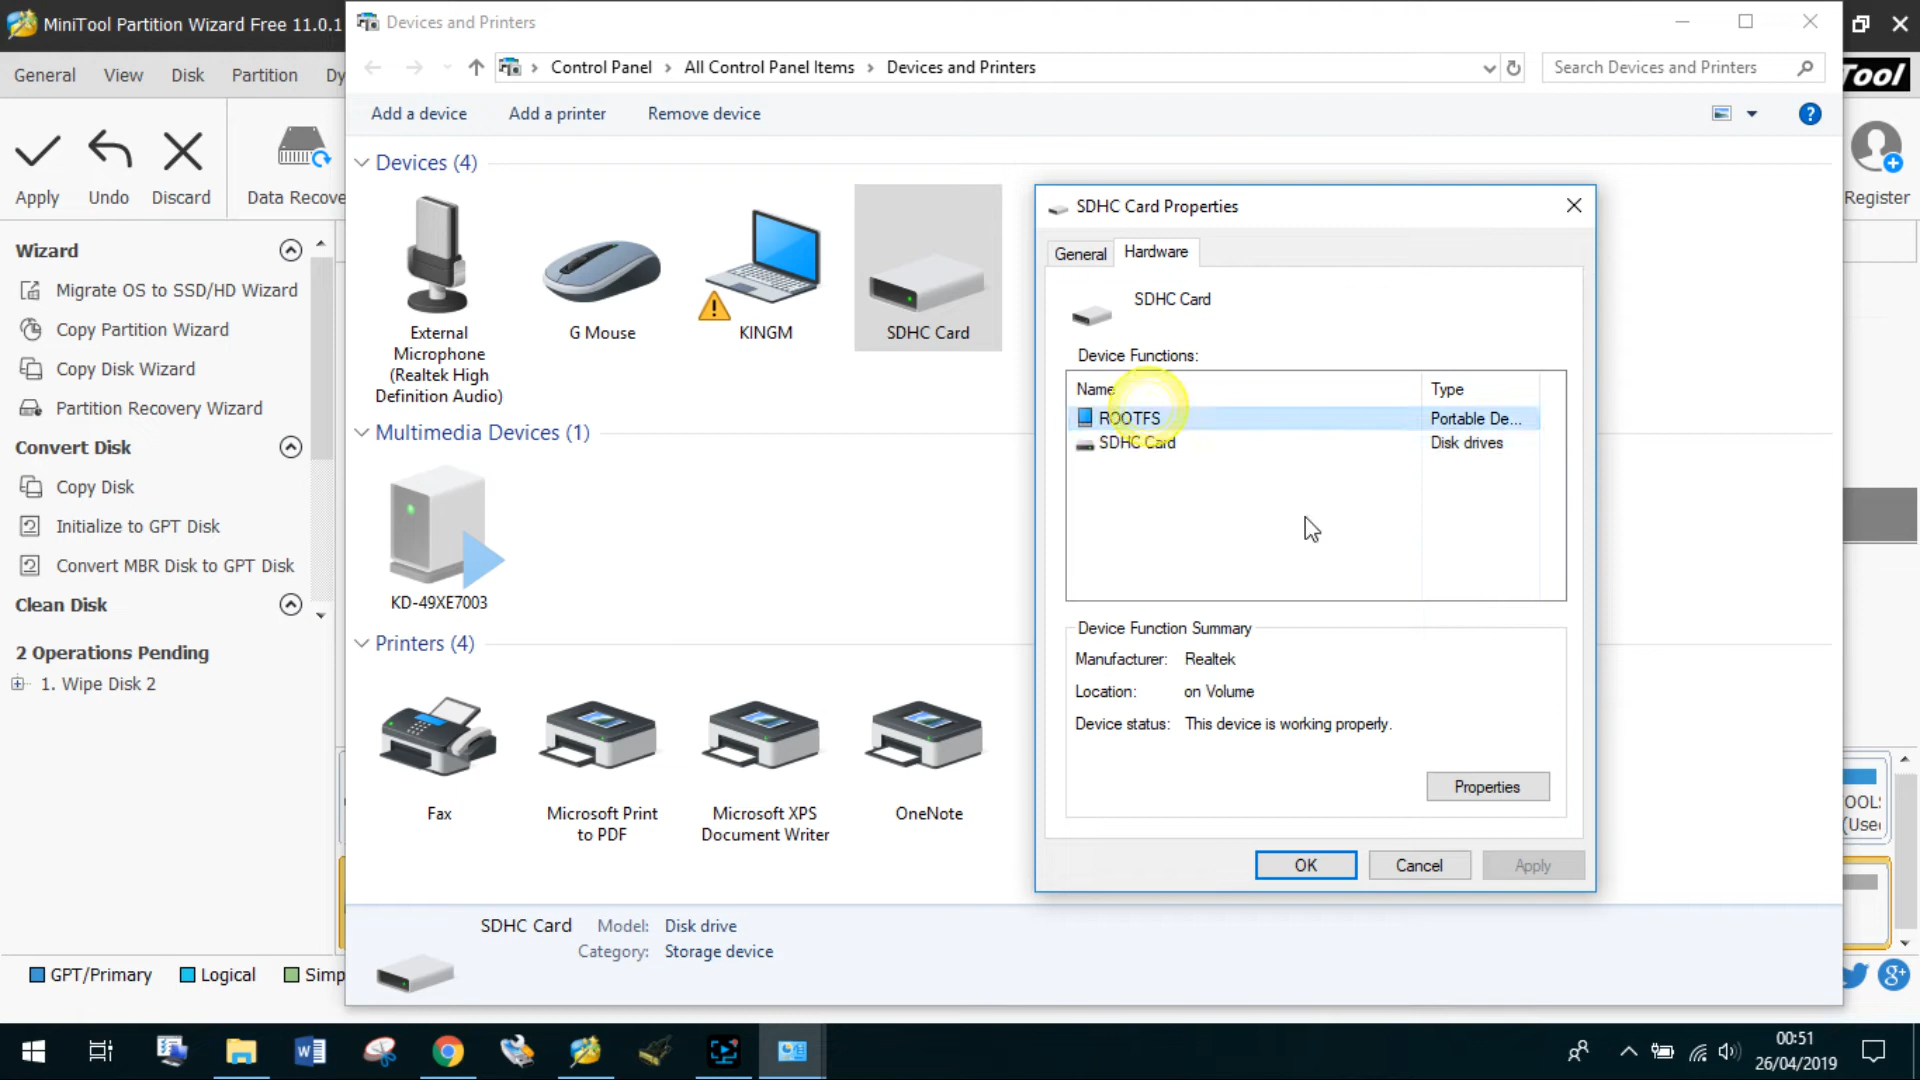 MiniTool Partition Wizard Free 11.0.1
Devices and Printers
General View Disk Partition Dy
Control Panel All Control Panel Items Devices and Printers
Search Devices and Printers
Tool
Add a device Add a printer Remove device
?
Apply Undo Discard Data Recove
Register
Devices (4)
External
Microphone
(Realtek High
Definition Audio)
G Mouse
KINGM
SDHC Card
Wizard
Migrate OS to SSD/HD Wizard
Copy Partition Wizard
Copy Disk Wizard
Partition Recovery Wizard
Convert Disk
Copy Disk
Initialize to GPT Disk
Convert MBR Disk to GPT Disk
Clean Disk
2 Operations Pending
1. Wipe Disk 2
Multimedia Devices (1)
KD-49XE7003
Printers (4)
Fax
Microsoft Print
to PDF
Microsoft XPS
Document Writer
OneNote
SDHC Card Properties
General Hardware
SDHC Card
Device Functions:
Name Type
ROOTFS Portable De...
SDHC Card Disk drives
Device Function Summary
Manufacturer: Realtek
Location: on Volume
Device status: This device is working properly.
Properties
OK Cancel Apply
OOLS
(Use
SDHC Card Model: Disk drive
Category: Storage device
GPT/Primary Logical Simp
00:51
26/04/2019